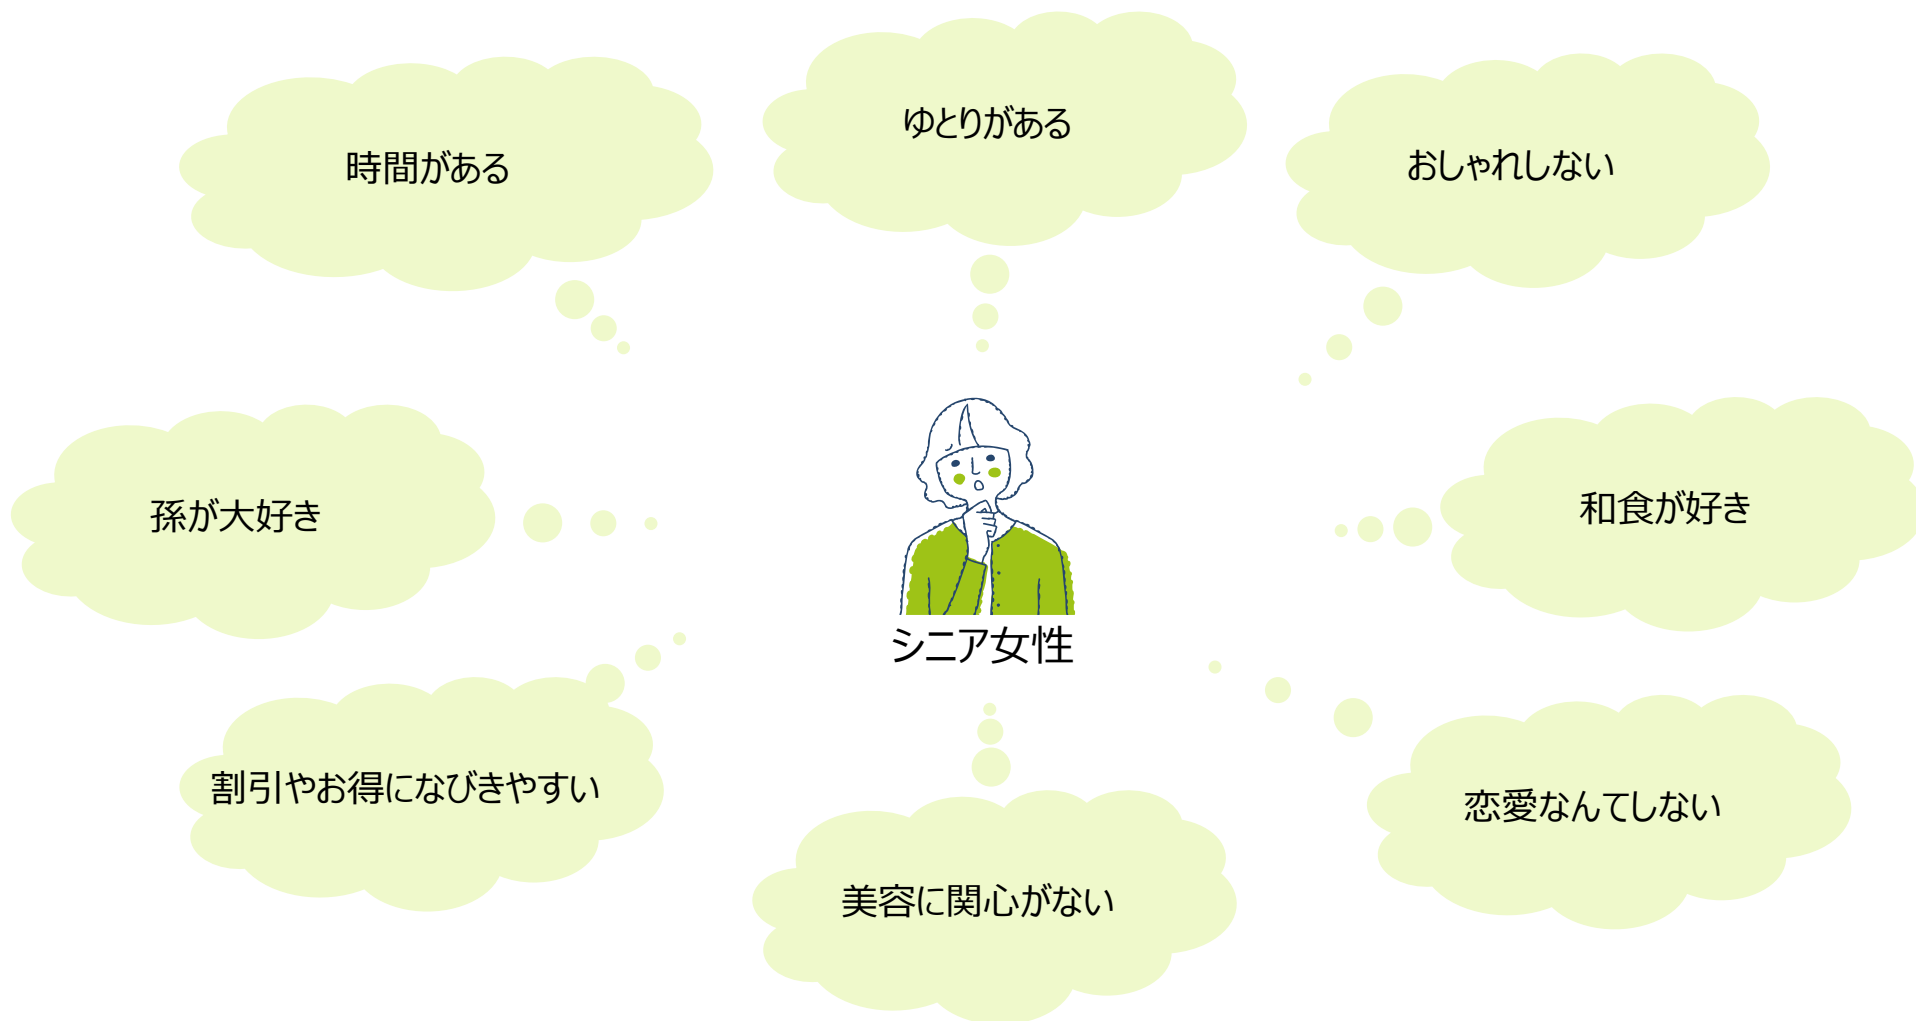 ゆとりがある
時間がある
おしゃれしない
孫が大好き
和食が好き
シニア女性
割引やお得になびきやすい
恋愛なんてしない
美容に関心がない